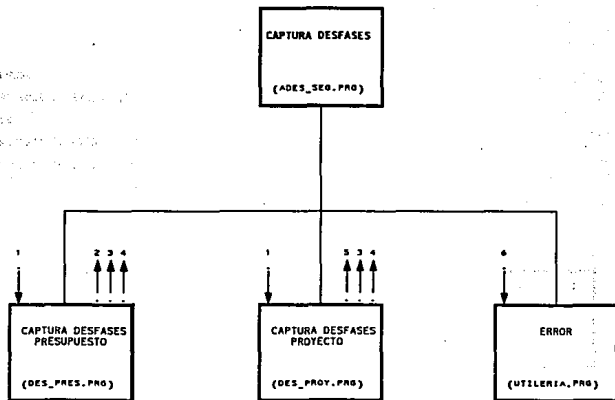 CAPTURA DESFASES
(ADES_SEG.PRG)
1 2 3 4 1 5 3 4 6
CAPTURA DESFASES
PRESUPUESTO
(DES_PRES.PRG)
CAPTURA DESFASES
PROYECTO
(DES_PROY.PRG)
ERROR
(UTILERIA.PRG)